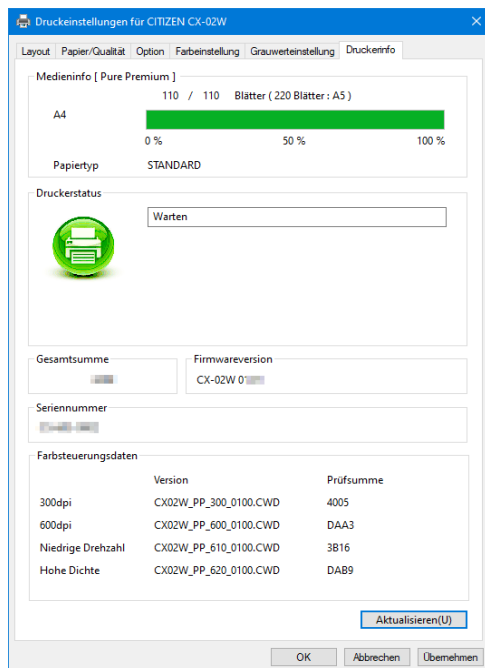 Druckeinstellungen für CITIZEN CX-02W
Layout Papier/Qualität Option Farbeinstellung Grauwerteinstellung Druckerinfo
Medieninfo [ Pure Premium ]
110 / 110 Blätter ( 220 Blätter : A5 )
A4
0 % 50 % 100 %
Papiertyp STANDARD
Druckerstatus
Warten
Gesamtsumme Firmwareversion
CX-02W
Seriennummer
Farbsteuerungsdaten
Version Prüfsumme
300dpi CX02W_PP_300_0100.CWD 4005
600dpi CX02W_PP_600_0100.CWD DAA3
Niedrige Drehzahl CX02W_PP_610_0100.CWD 3B16
Hohe Dichte CX02W_PP_620_0100.CWD DAB9
Aktualisieren(U)
OK Abbrechen Übernehmen